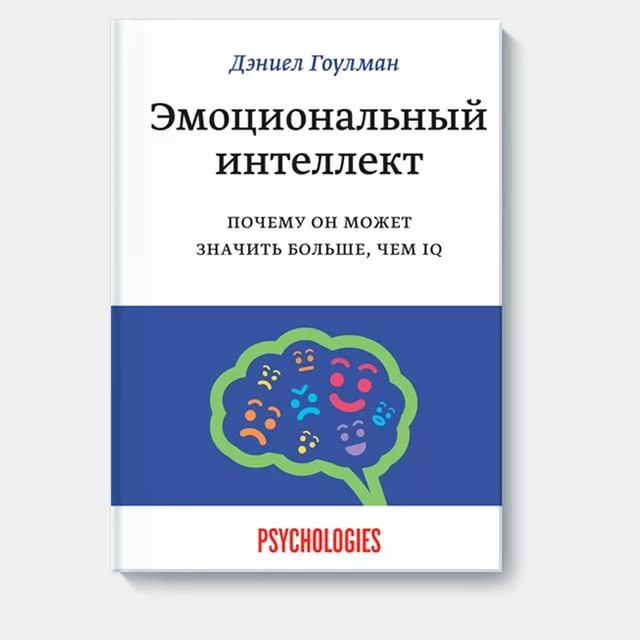 Дэниел Гоулман
Эмоциональный
интеллект
ПОЧЕМУ ОН МОЖЕТ
ЗНАЧИТЬ БОЛЬШЕ, ЧЕМ IQ
PSYCHOLOGIES